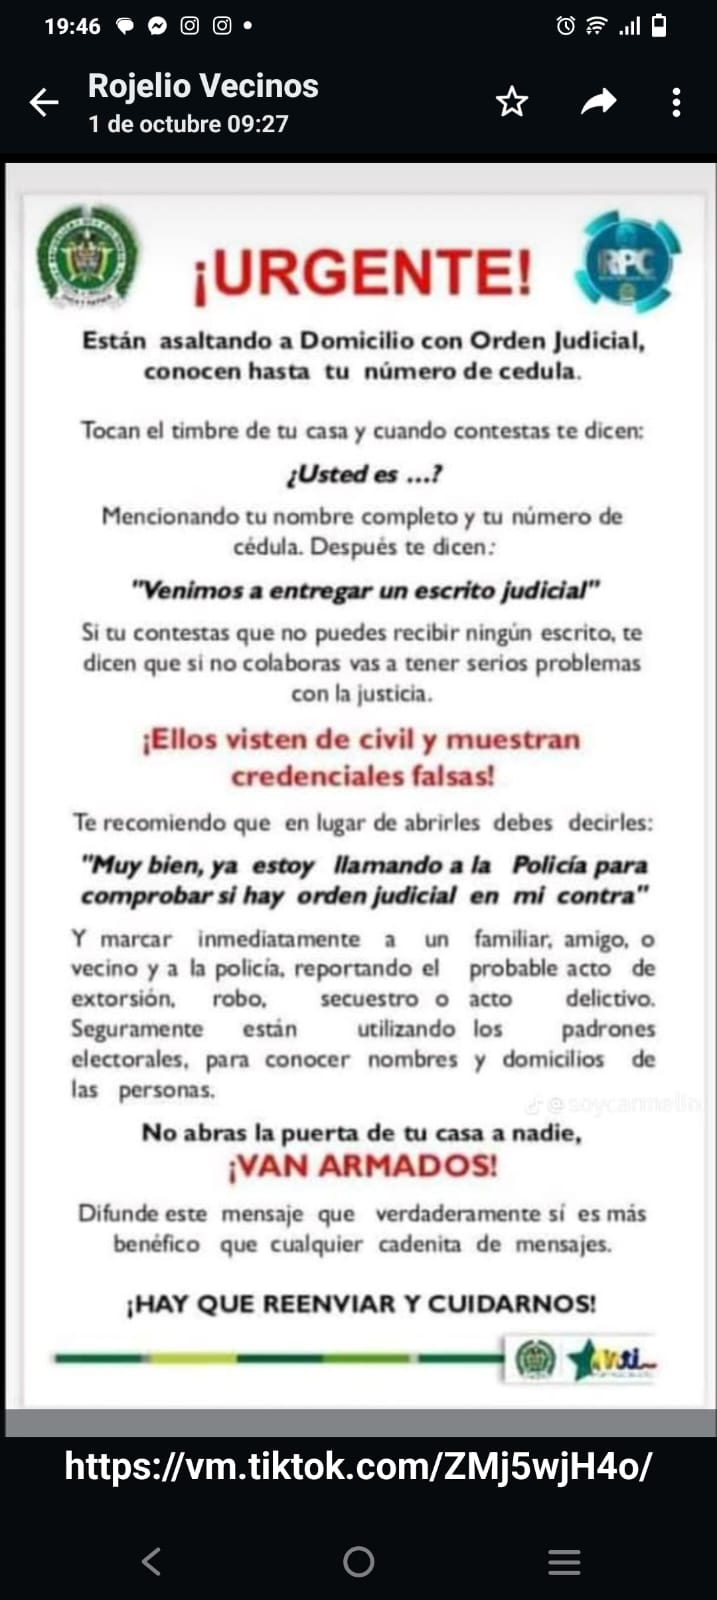 19:46
Rojelio Vecinos
1 de octubre 09:27
¡URGENTE!
RPC
Están asaltando a Domicilio con Orden Judicial,
conocen hasta tu número de cedula.
Tocan el timbre de tu casa y cuando contestas te dicen:
¿Usted es ...?
Mencionando tu nombre completo y tu número de
cédula. Después te dicen:
"Venimos a entregar un escrito judicial"
Si tu contestas que no puedes recibir ningún escrito, te
dicen que si no colaboras vas a tener serios problemas
con la justicia.
¡Ellos visten de civil y muestran
credenciales falsas!
Te recomiendo que en lugar de abrirles debes decirles:
"Muy bien, ya estoy llamando a la Policía para
comprobar si hay orden judicial en mi contra"
Y marcar inmediatamente a un familiar, amigo, o
vecino y a la policía, reportando el probable acto de
extorsión, robo, secuestro o acto delictivo.
Seguramente están utilizando los padrones
electorales, para conocer nombres y domicilios de
las personas.
No abras la puerta de tu casa a nadie,
¡VAN ARMADOS!
Difunde este mensaje que verdaderamente sí es más
benéfico que cualquier cadenita de mensajes.
¡HAY QUE REENVIAR Y CUIDARNOS!
https://vm.tiktok.com/ZMj5wjH4o/